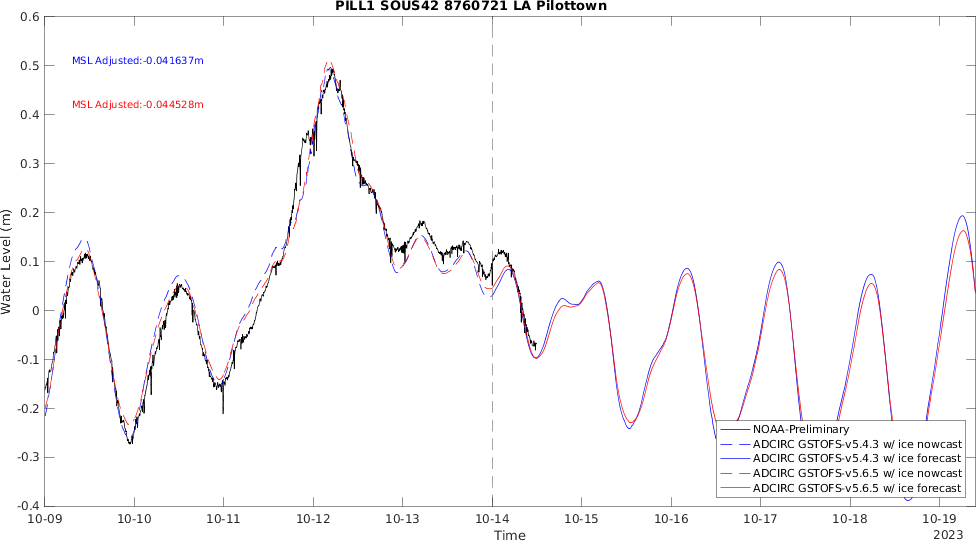 PILL1 SOUS42 8760721 LA Pilottown
MSL Adjusted:-0.041637m
MSL Adjusted:-0.044528m
Water Level (m)
0.6
0.5
0.4
0.3
0.2
0.1
0
-0.1
-0.2
-0.3
-0.4
NOAA-Preliminary
ADCIRC GSTOFS-v5.4.3 w/ ice nowcast
ADCIRC GSTOFS-v5.4.3 w/ ice forecast
ADCIRC GSTOFS-v5.6.5 w/ ice nowcast
ADCIRC GSTOFS-v5.6.5 w/ ice forecast
10-09 10-10 10-11 10-12 10-13 10-14 10-15 10-16 10-17 10-18 10-19
Time
2023